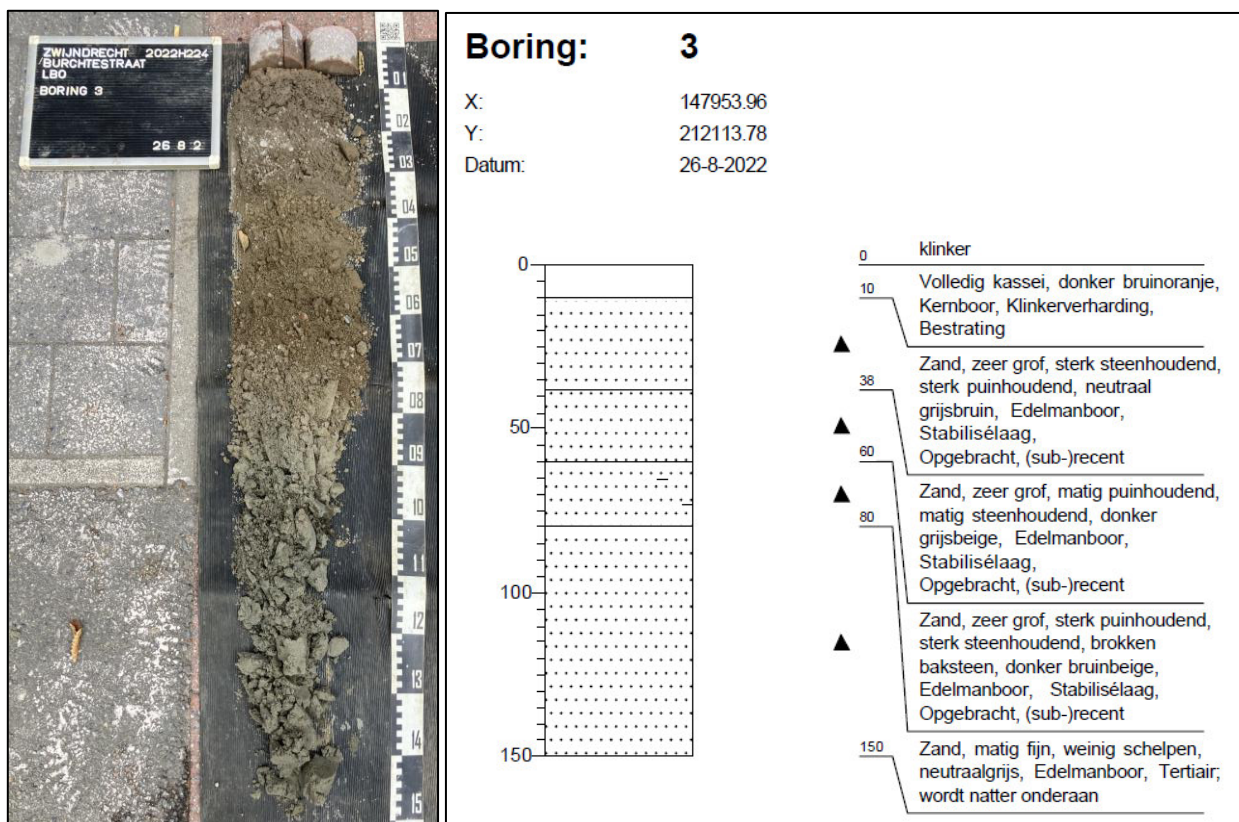 ZWIJNDRECHT 2022H224
BURCHTESTRAAT
LBO
BORING 3
26 8 2
01
02
03
04
05
06
07
08
09
10
11
12
13
14
15
Boring: 3
X: 147953.96
Y: 212113.78
Datum: 26-8-2022
0
50
100
150
0 klinker
10 Volledig kassei, donker bruinoranje,
Kernboor, Klinkerverharding,
Bestrating
38 Zand, zeer grof, sterk steenhoudend,
sterk puinhoudend, neutraal
grijsbruin, Edelmanboor,
Stabilisélaag,
Opgebracht, (sub-)recent
60 Zand, zeer grof, matig puinhoudend,
matig steenhoudend, donker
grijsbeige, Edelmanboor,
Stabilisélaag,
Opgebracht, (sub-)recent
80 Zand, zeer grof, sterk puinhoudend,
sterk steenhoudend, brokken
baksteen, donker bruinbeige,
Edelmanboor, Stabilisélaag,
Opgebracht, (sub-)recent
150 Zand, matig fijn, weinig schelpen,
neutraalgrijs, Edelmanboor, Tertiair;
wordt natter onderaan